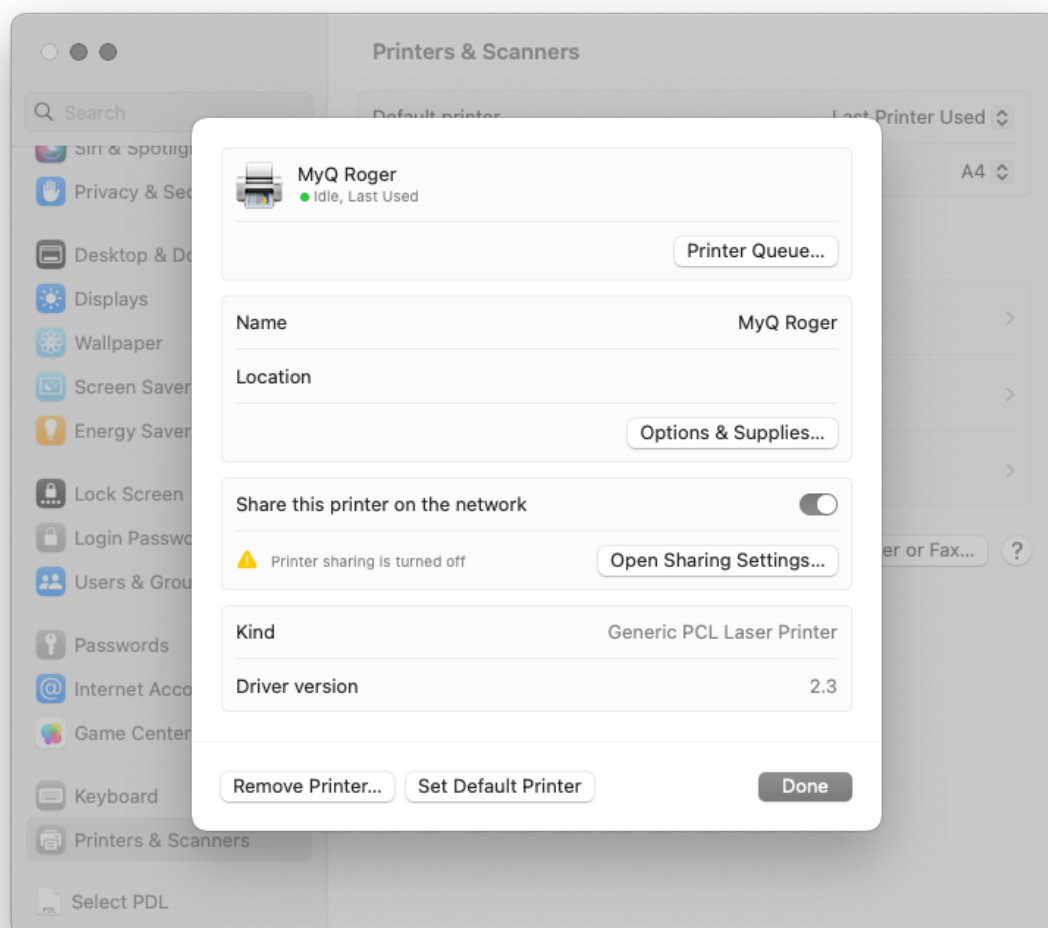 Printers & Scanners
Search
Siri & Spotlig
Privacy & Sec
Desktop & Do
Displays
Wallpaper
Screen Saver
Energy Saver
Lock Screen
Login Passwo
Users & Grou
Passwords
Internet Acco
Game Center
Keyboard
Printers & Scanners
Select PDL
Default printer
Last Printer Used
A4
er or Fax...
?
MyQ Roger
Idle, Last Used
Printer Queue...
Name
MyQ Roger
Location
Options & Supplies...
Share this printer on the network
Printer sharing is turned off
Open Sharing Settings...
Kind
Generic PCL Laser Printer
Driver version
2.3
Remove Printer...
Set Default Printer
Done